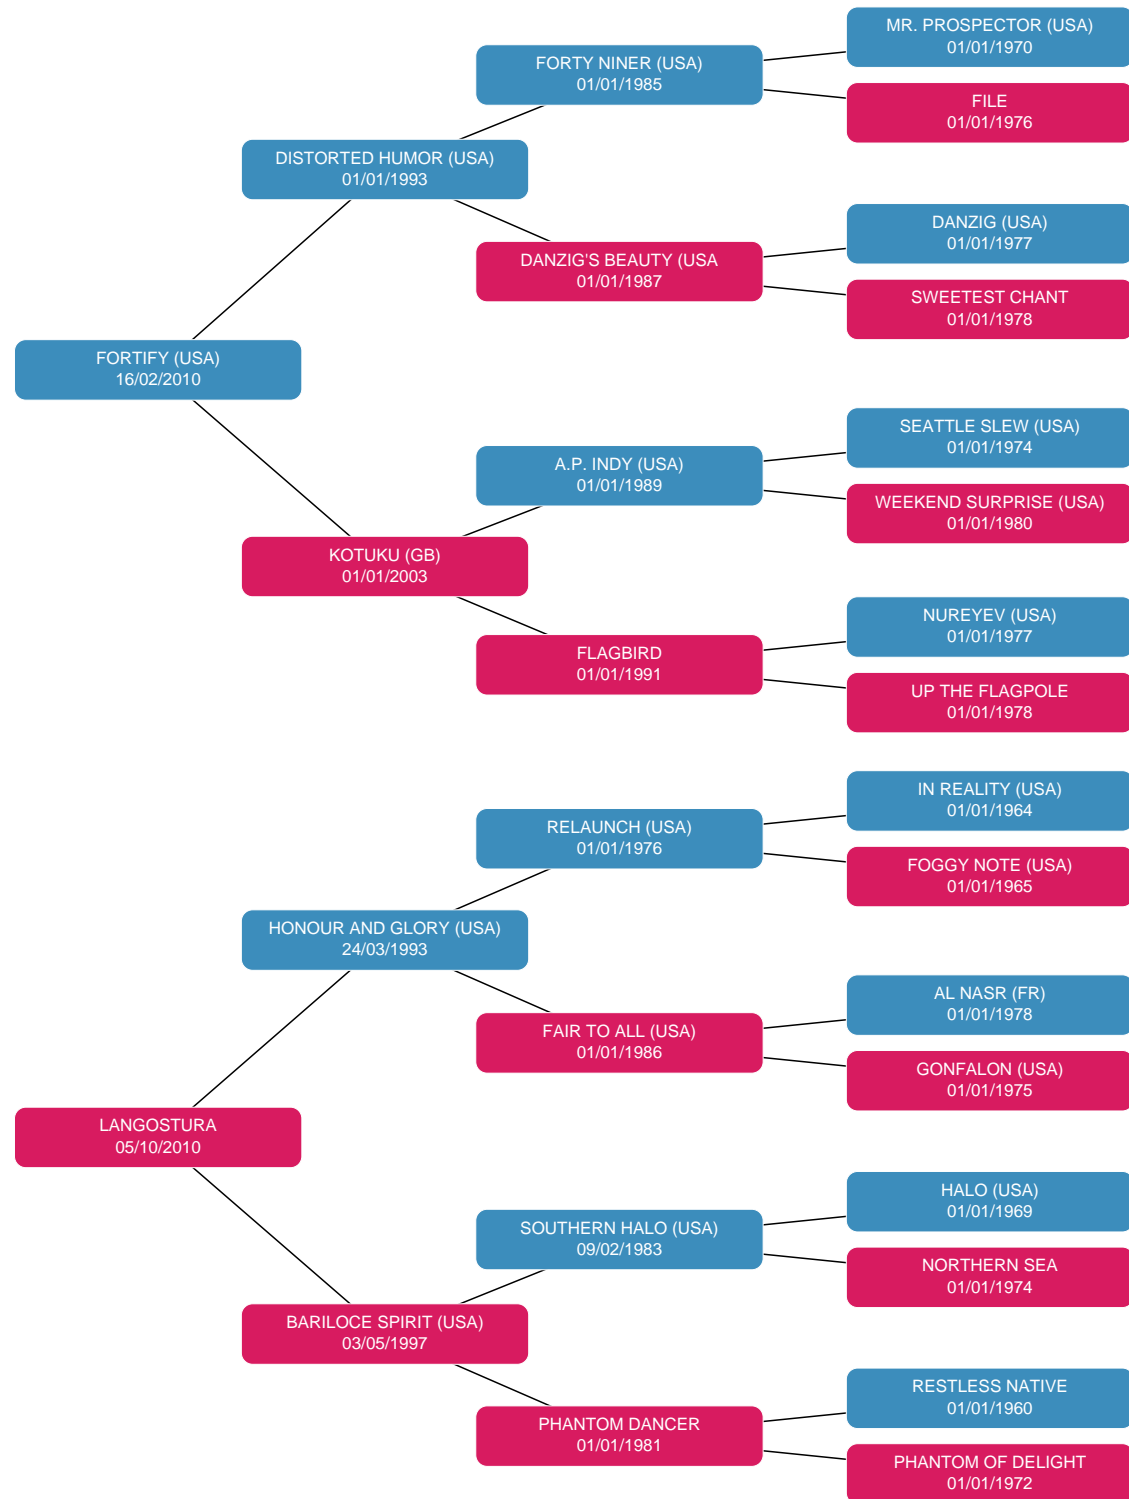 MR. PROSPECTOR (USA)
01/01/1970
FORTY NINER (USA)
01/01/1985
FILE
01/01/1976
DISTORTED HUMOR (USA)
01/01/1993
DANZIG (USA)
01/01/1977
DANZIG'S BEAUTY (USA
01/01/1987
SWEETEST CHANT
01/01/1978
FORTIFY (USA)
16/02/2010
SEATTLE SLEW (USA)
01/01/1974
A.P. INDY (USA)
01/01/1989
WEEKEND SURPRISE (USA)
01/01/1980
KOTUKU (GB)
01/01/2003
NUREYEV (USA)
01/01/1977
FLAGBIRD
01/01/1991
UP THE FLAGPOLE
01/01/1978
IN REALITY (USA)
01/01/1964
RELAUNCH (USA)
01/01/1976
FOGGY NOTE (USA)
01/01/1965
HONOUR AND GLORY (USA)
24/03/1993
AL NASR (FR)
01/01/1978
FAIR TO ALL (USA)
01/01/1986
GONFALON (USA)
01/01/1975
LANGOSTURA
05/10/2010
HALO (USA)
01/01/1969
SOUTHERN HALO (USA)
09/02/1983
NORTHERN SEA
01/01/1974
BARILOCE SPIRIT (USA)
03/05/1997
RESTLESS NATIVE
01/01/1960
PHANTOM DANCER
01/01/1981
PHANTOM OF DELIGHT
01/01/1972